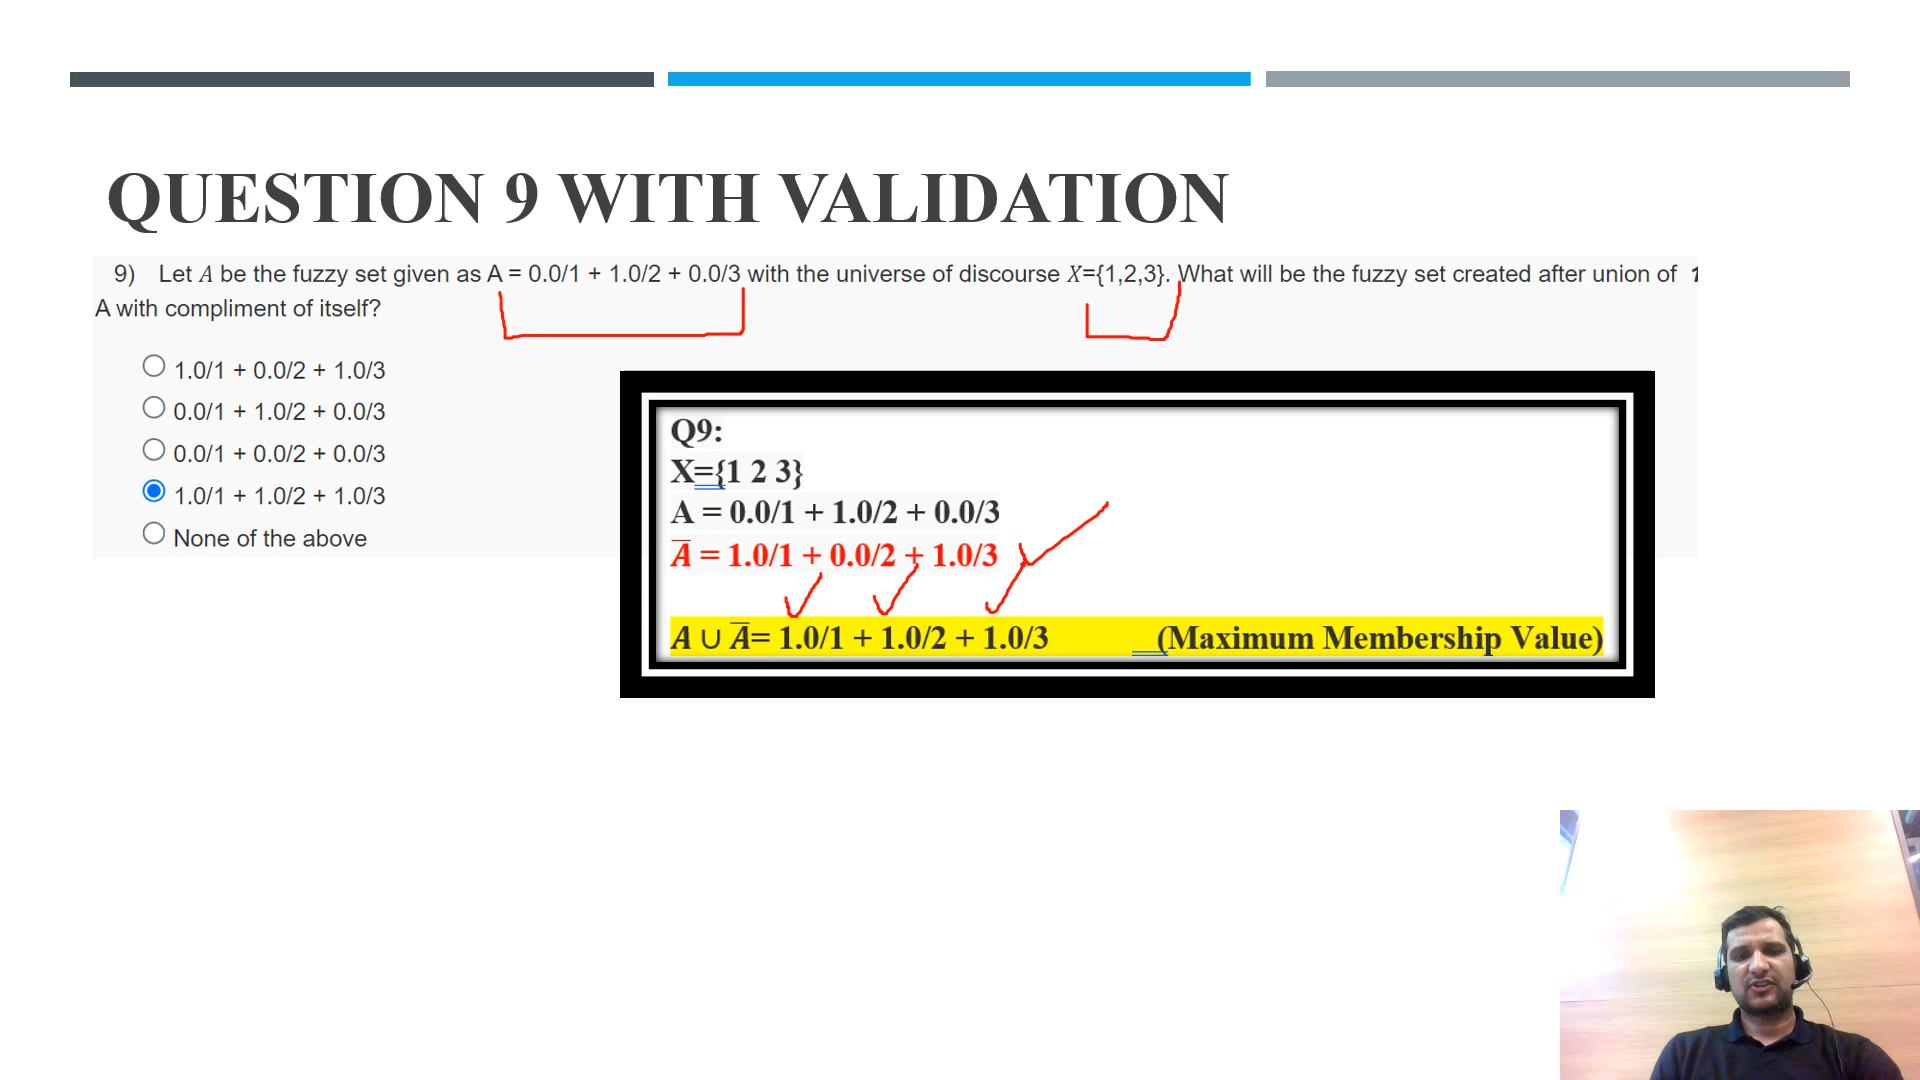 QUESTION 9 WITH VALIDATION
9) Let A be the fuzzy set given as A = 0.0/1 + 1.0/2 + 0.0/3 with the universe of discourse X={1,2,3}. What will be the fuzzy set created after union of 1
A with compliment of itself?
1.0/1 + 0.0/2 + 1.0/3
0.0/1 + 1.0/2 + 0.0/3
0.0/1 + 0.0/2 + 0.0/3
1.0/1 + 1.0/2 + 1.0/3
None of the above
Q9:
X={1 2 3}
A = 0.0/1 + 1.0/2 + 0.0/3
A̅ = 1.0/1 + 0.0/2 + 1.0/3
A ∪ A̅= 1.0/1 + 1.0/2 + 1.0/3 (Maximum Membership Value)